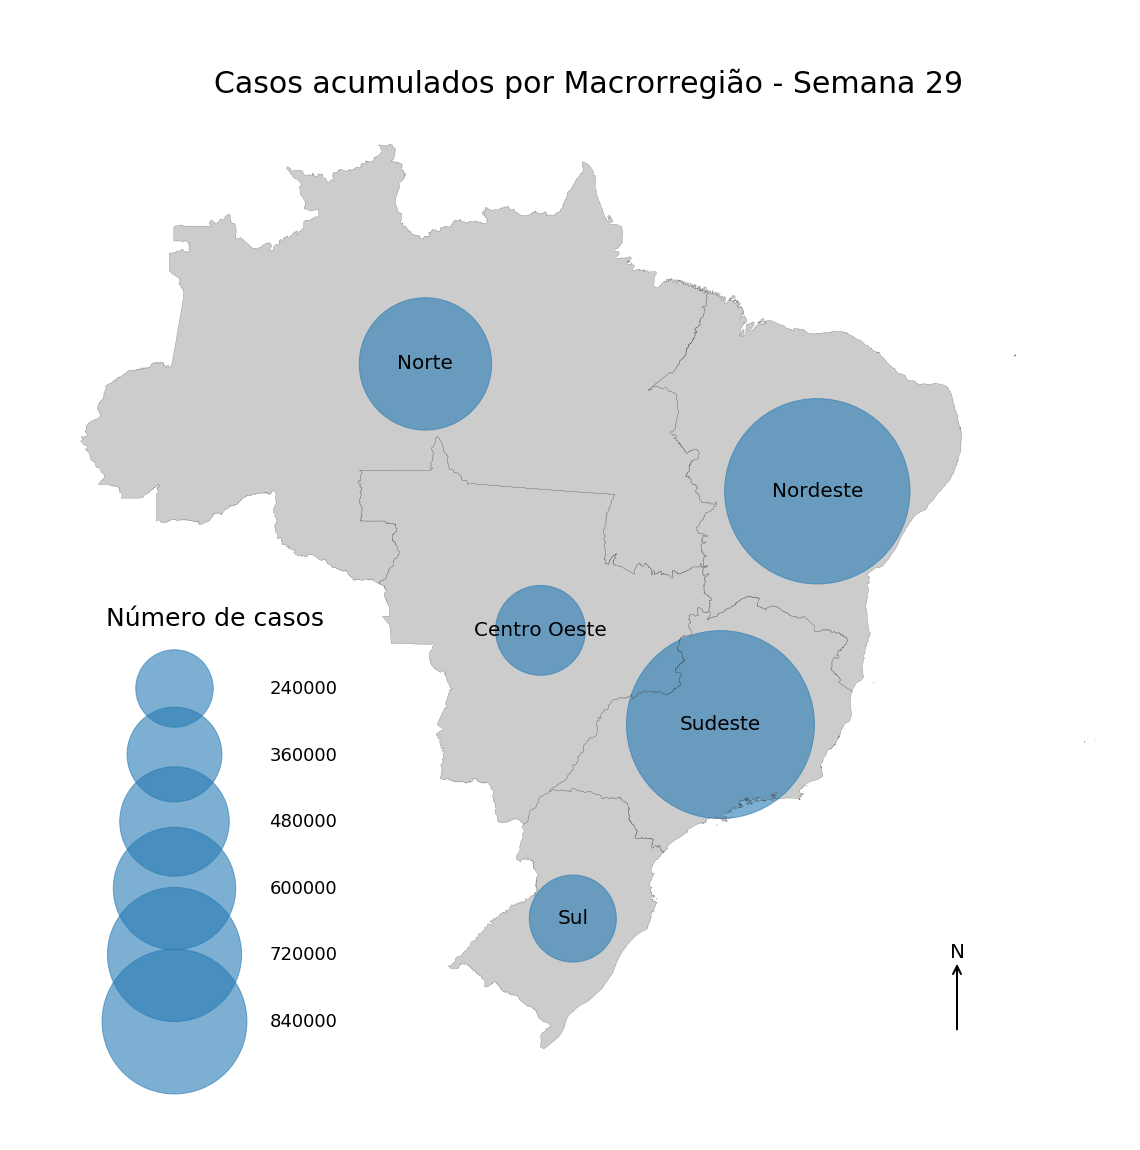 Casos acumulados por Macrorregião - Semana 29
Norte
Nordeste
Centro Oeste
Sudeste
Sul
Número de casos
240000
360000
480000
600000
720000
840000
N